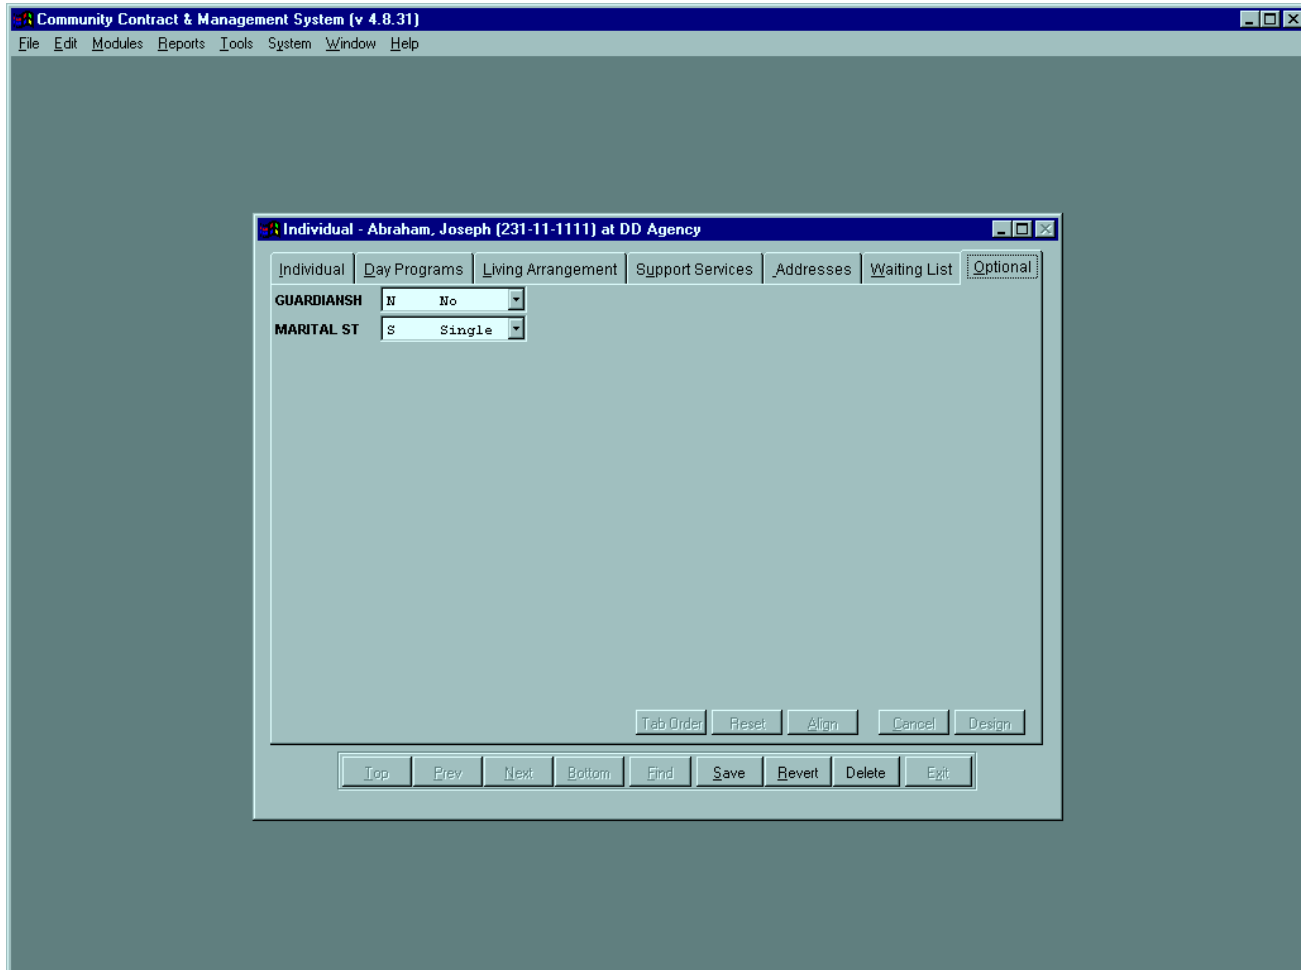 Community Contract & Management System (v 4.8.31)
File Edit Modules Reports Tools System Window Help
Individual - Abraham, Joseph (231-11-1111) at DD Agency
Individual Day Programs Living Arrangement Support Services Addresses Waiting List Optional
GUARDIANSH N No
MARITAL ST S Single
Tab Order Reset Align Cancel Design
Top Prev Next Bottom Find Save Revert Delete Exit